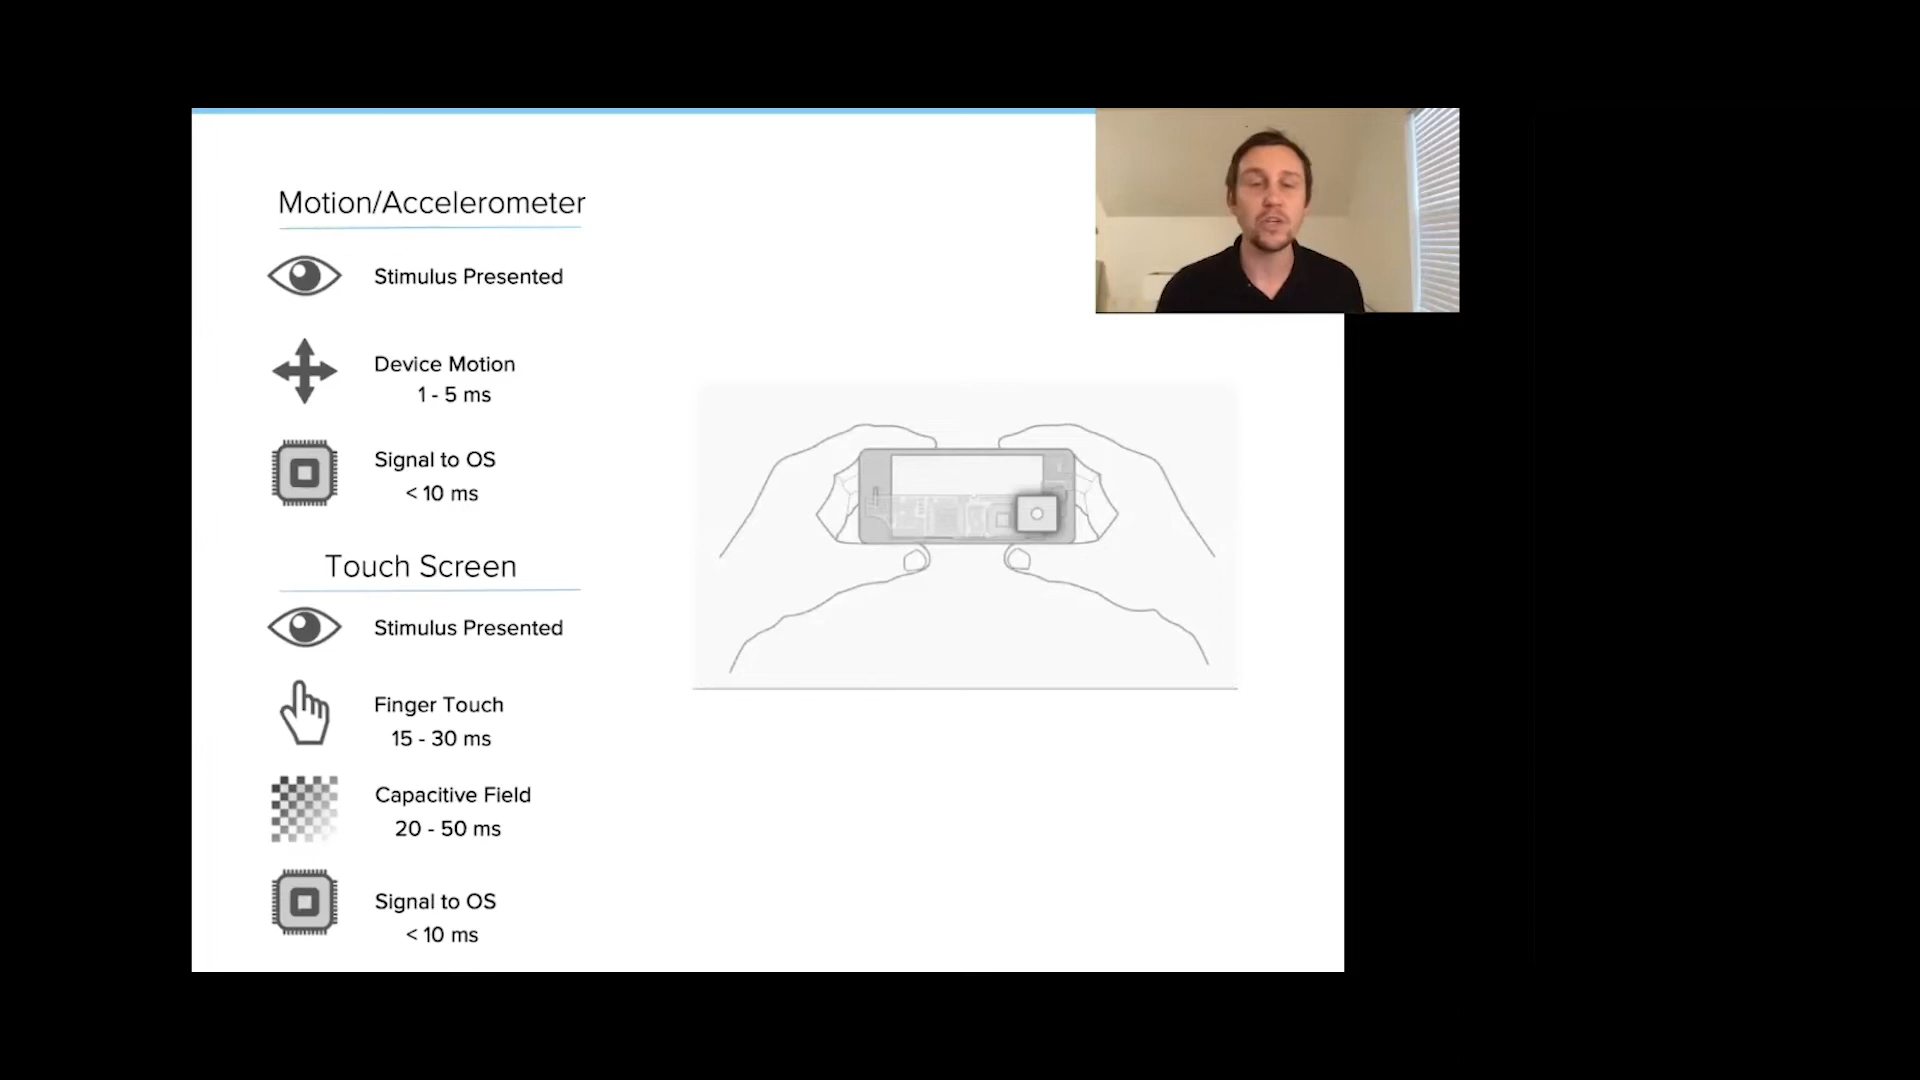 Motion/Accelerometer
Stimulus Presented
Device Motion
1 - 5 ms
Signal to OS
< 10 ms
Touch Screen
Stimulus Presented
Finger Touch
15 - 30 ms
Capacitive Field
20 - 50 ms
Signal to OS
< 10 ms